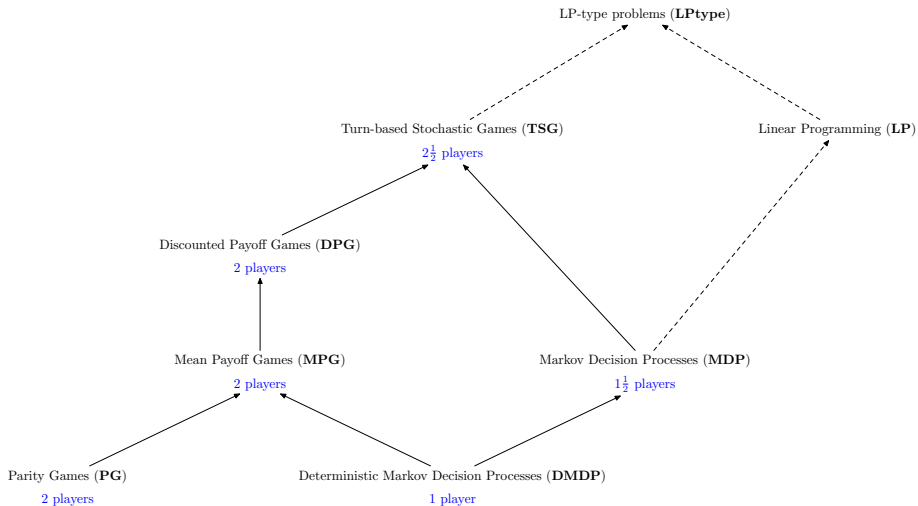 LP-type problems (LPtype)
Turn-based Stochastic Games (TSG)
Linear Programming (LP)
2½ players
Discounted Payoff Games (DPG)
2 players
Mean Payoff Games (MPG)
Markov Decision Processes (MDP)
2 players
1½ players
Parity Games (PG)
Deterministic Markov Decision Processes (DMDP)
2 players
1 player